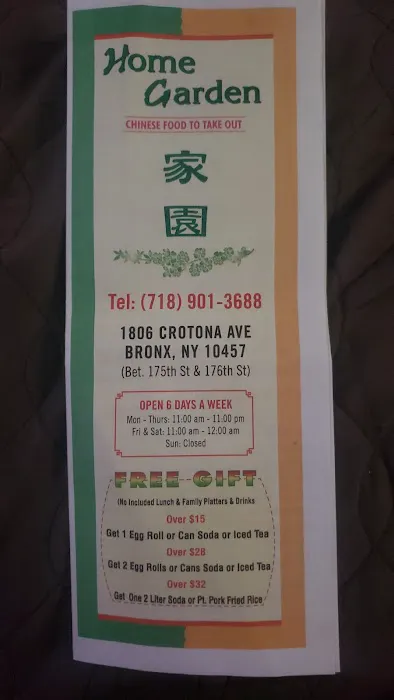 Home
Garden
CHINESE FOOD TO TAKE OUT
家
園
Tel: (718) 901-3688
1806 CROTONA AVE
BRONX, NY 10457
(Bet. 175th St & 176th St)
OPEN 6 DAYS A WEEK
Mon - Thurs: 11:00 am - 11:00 pm
Fri & Sat: 11:00 am - 12:00 am
Sun: Closed
FREE GIFT
(No Included Lunch & Family Platters & Drinks
Over $15
Get 1 Egg Roll or Can Soda or Iced Tea
Over $28
Get 2 Egg Rolls or Cans Soda or Iced Tea
Over $32
Get One 2 Liter Soda or Pt. Pork Fried Rice